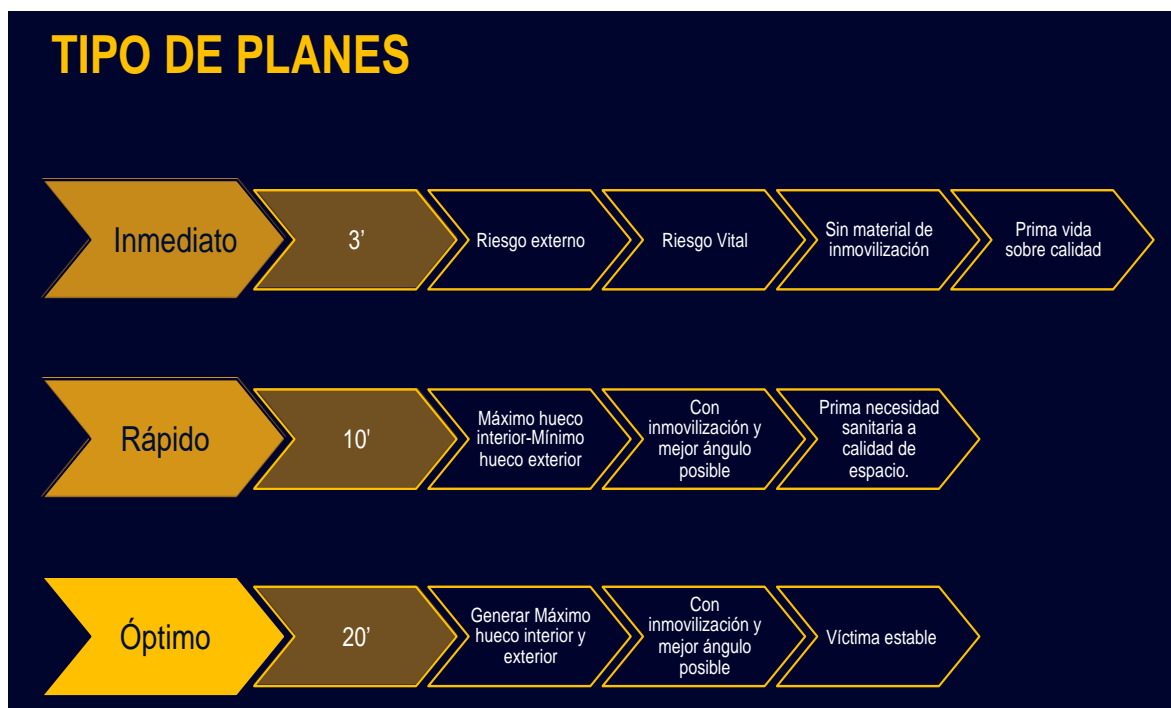 TIPO DE PLANES
Inmediato
3’
Riesgo externo
Riesgo Vital
Sin material de
inmovilización
Prima vida
sobre calidad
Rápido
10’
Máximo hueco
interior-Mínimo
hueco exterior
Con
inmovilización y
mejor ángulo
posible
Prima necesidad
sanitaria a
calidad de
espacio.
Óptimo
20’
Generar Máximo
hueco interior y
exterior
Con
inmovilización y
mejor ángulo
posible
Víctima estable